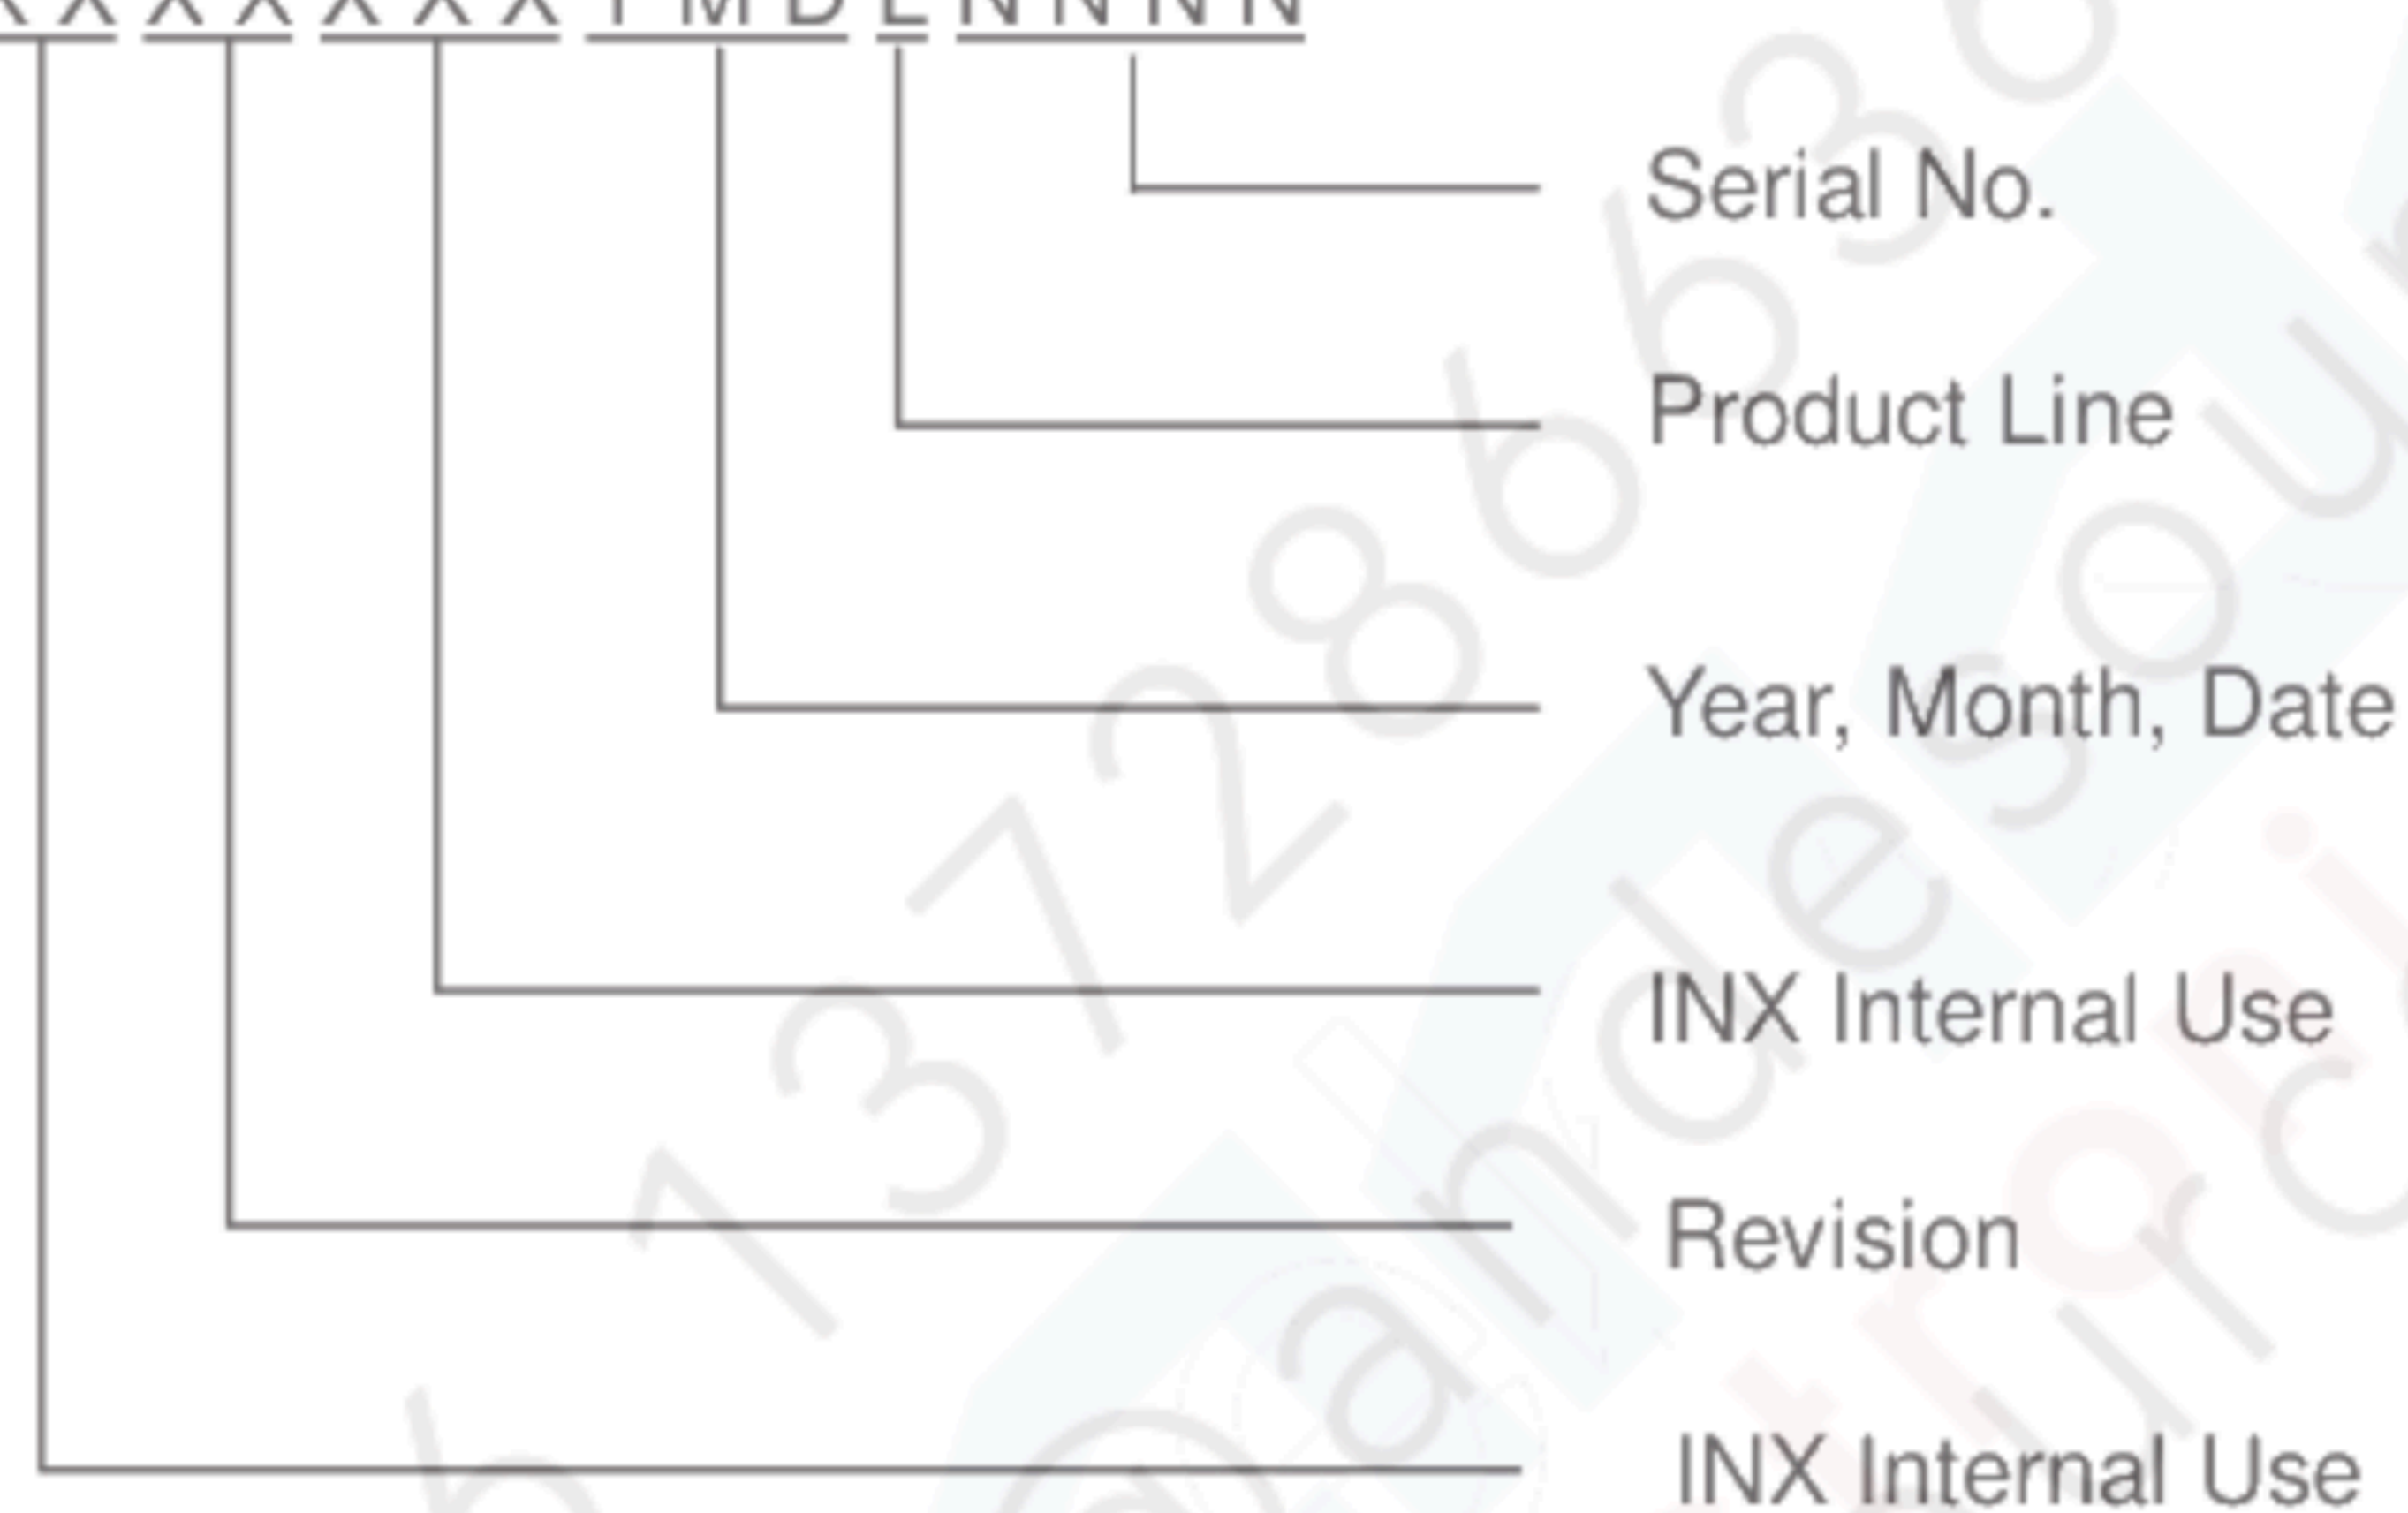 X X X X X X X Y M D L N N N N
Serial No.
Product Line
Year, Month, Date
INX Internal Use
Revision
INX Internal Use